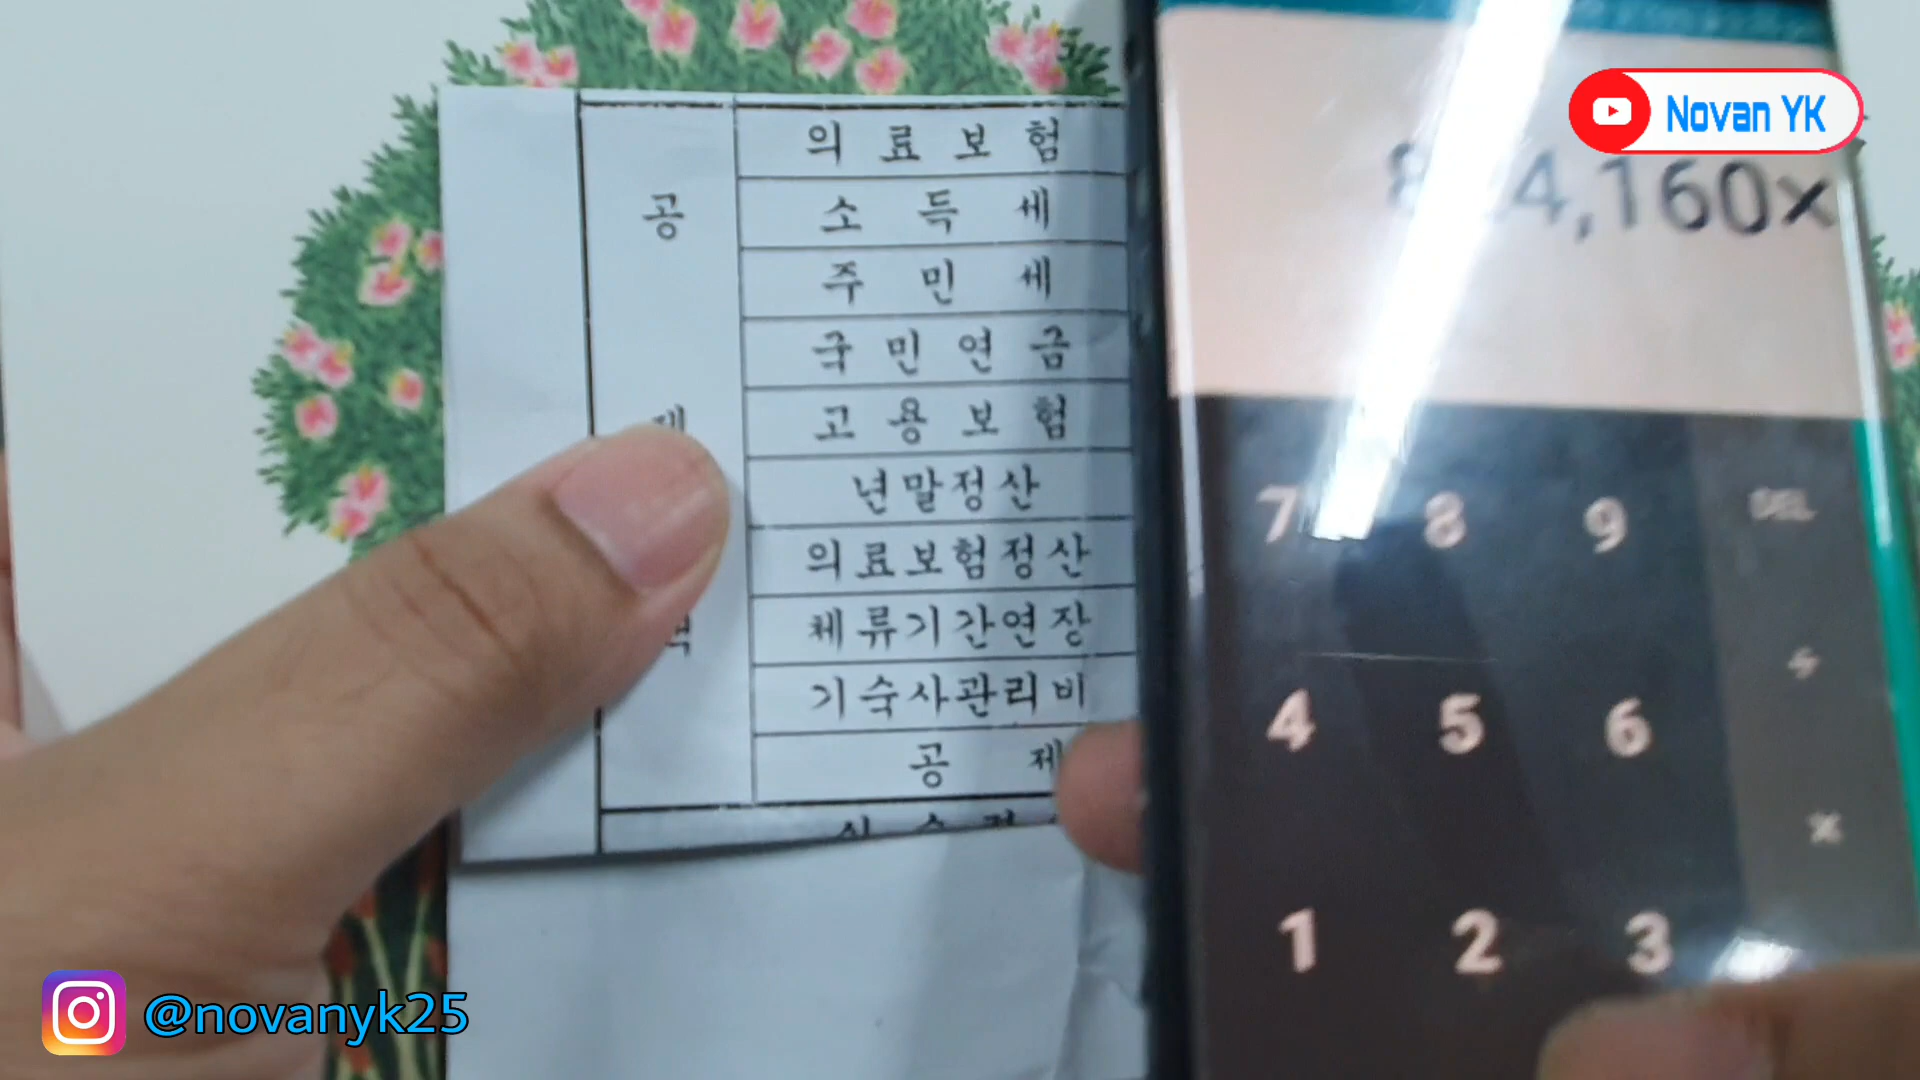 의료보험
소득세
공
주민세
국민연금
고용보험
년말정산
의료보험정산
체류기간연장
기숙사관리비
공제
Novan YK
4,160×
7 8 9 DEL
÷
4 5 6
×
1 2 3
@novanyk25